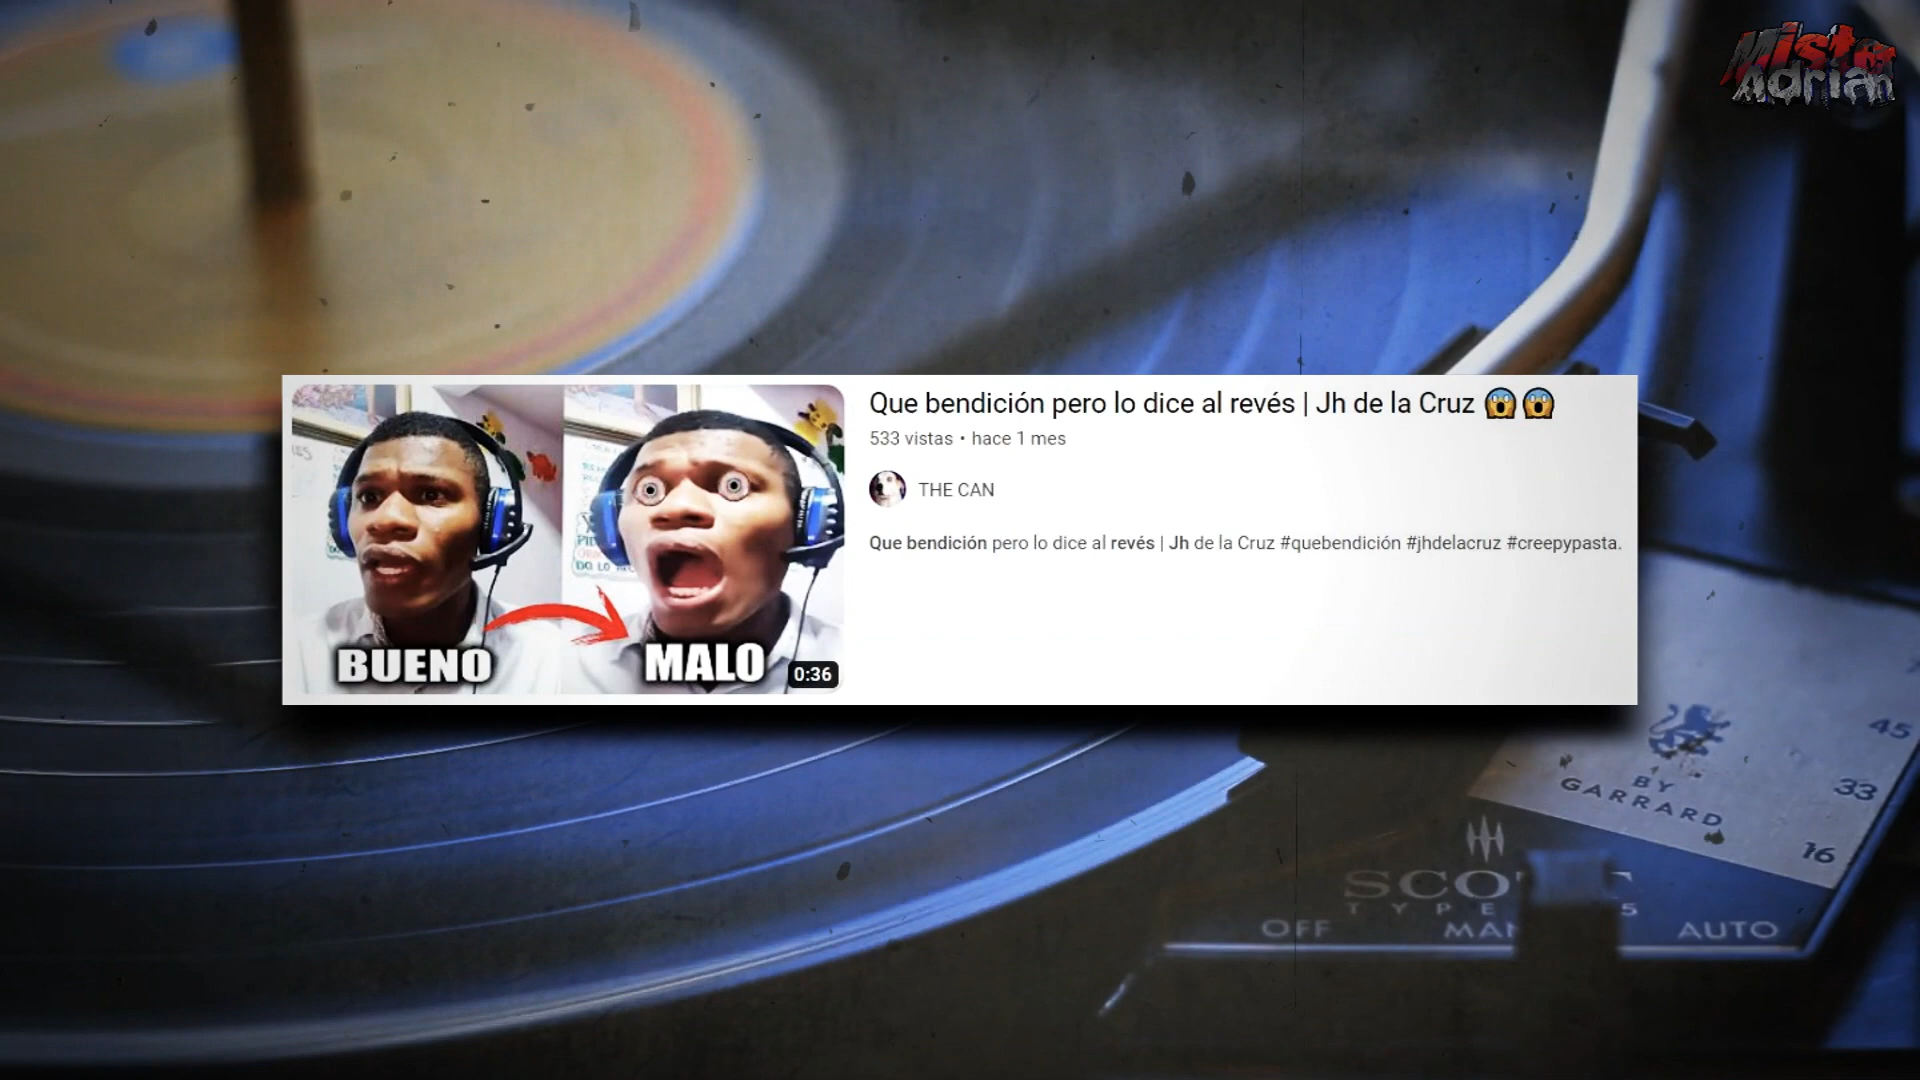 Mister
Adrian
Que bendición pero lo dice al revés | Jh de la Cruz 😱😱
533 vistas • hace 1 mes
THE CAN
Que bendición pero lo dice al revés | Jh de la Cruz #quebendición #jhdelacruz #creepypasta.
BUENO
MALO
0:36
45
33
16
BY
GARRARD
OFF
AUTO